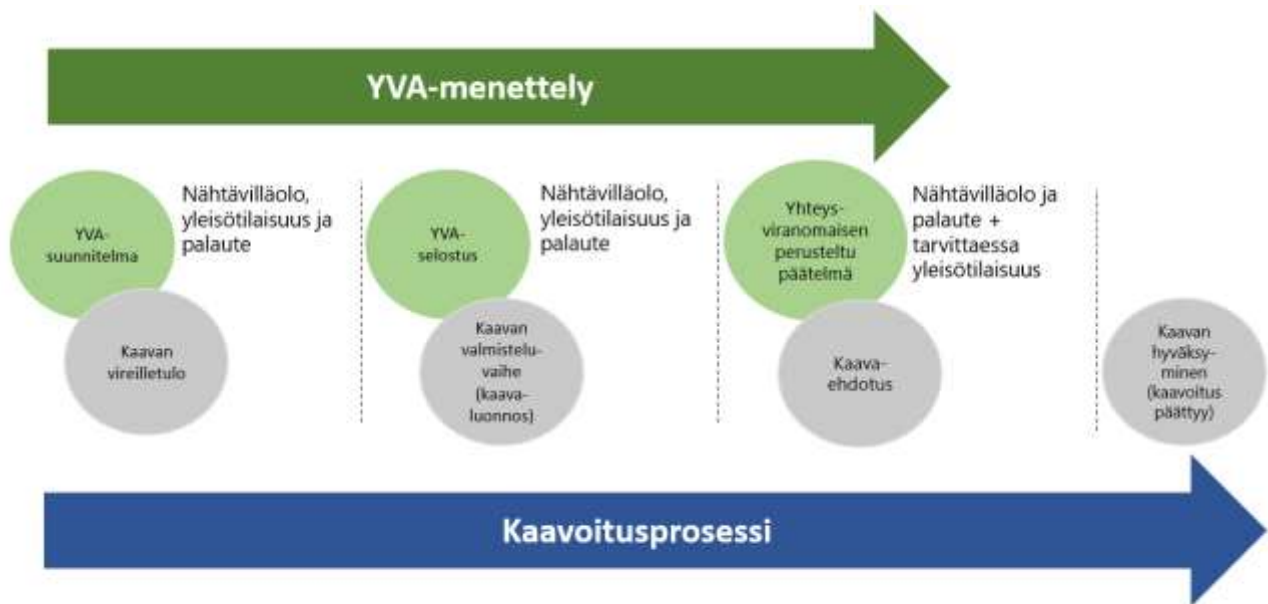 YVA-menettely
YVA-
suunnitelma
Nähtävilläolo,
yleisötilaisuus ja
palaute
Kaavan
vireilletulo
YVA-
selostus
Nähtävilläolo,
yleisötilaisuus ja
palaute
Kaavan
valmistelu-
vaihe
(kaava-
luonnos)
Yhteys-
viranomaisen
perusteltu
päätelmä
Nähtävilläolo ja
palaute +
tarvittaessa
yleisötilaisuus
Kaava-
ehdotus
Kaavan
hyväksy-
minen
(kaavoitus
päättyy)
Kaavoitusprosessi